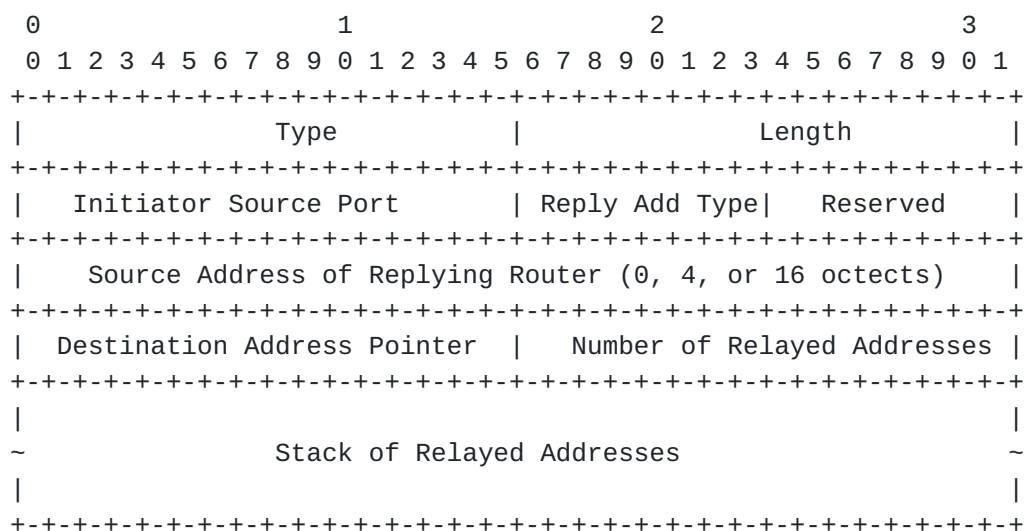 0                   1                   2                   3
 0 1 2 3 4 5 6 7 8 9 0 1 2 3 4 5 6 7 8 9 0 1 2 3 4 5 6 7 8 9 0 1
+-+-+-+-+-+-+-+-+-+-+-+-+-+-+-+-+-+-+-+-+-+-+-+-+-+-+-+-+-+-+-+-+
|                Type           |               Length          |
+-+-+-+-+-+-+-+-+-+-+-+-+-+-+-+-+-+-+-+-+-+-+-+-+-+-+-+-+-+-+-+-+
|   Initiator Source Port       | Reply Add Type|   Reserved    |
+-+-+-+-+-+-+-+-+-+-+-+-+-+-+-+-+-+-+-+-+-+-+-+-+-+-+-+-+-+-+-+-+
|    Source Address of Replying Router (0, 4, or 16 octects)    |
+-+-+-+-+-+-+-+-+-+-+-+-+-+-+-+-+-+-+-+-+-+-+-+-+-+-+-+-+-+-+-+-+
|  Destination Address Pointer  |   Number of Relayed Addresses |
+-+-+-+-+-+-+-+-+-+-+-+-+-+-+-+-+-+-+-+-+-+-+-+-+-+-+-+-+-+-+-+-+
|                                                               |
~                Stack of Relayed Addresses                     ~
|                                                               |
+-+-+-+-+-+-+-+-+-+-+-+-+-+-+-+-+-+-+-+-+-+-+-+-+-+-+-+-+-+-+-+-+